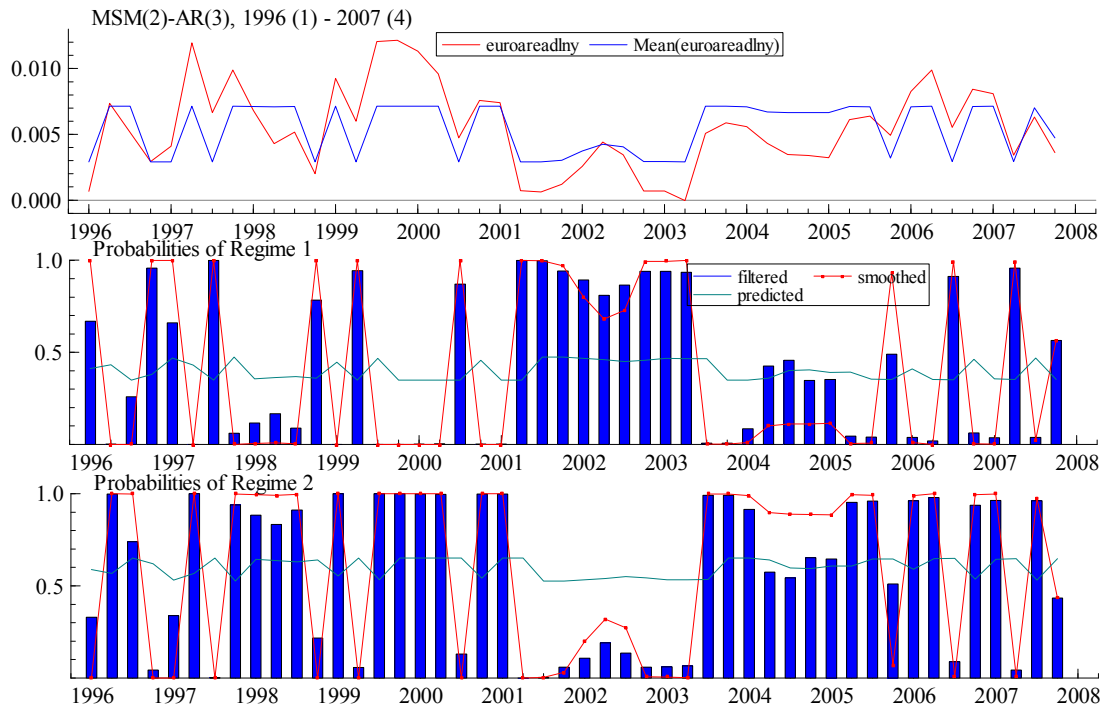 MSM(2)-AR(3), 1996 (1) - 2007 (4)
euroareadlny Mean(euroareadlny)
0.010
0.005
0.000
1996 1997 1998 1999 2000 2001 2002 2003 2004 2005 2006 2007 2008
Probabilities of Regime 1
1.0
filtered smoothed
predicted
0.5
1996 1997 1998 1999 2000 2001 2002 2003 2004 2005 2006 2007 2008
Probabilities of Regime 2
1.0
0.5
1996 1997 1998 1999 2000 2001 2002 2003 2004 2005 2006 2007 2008